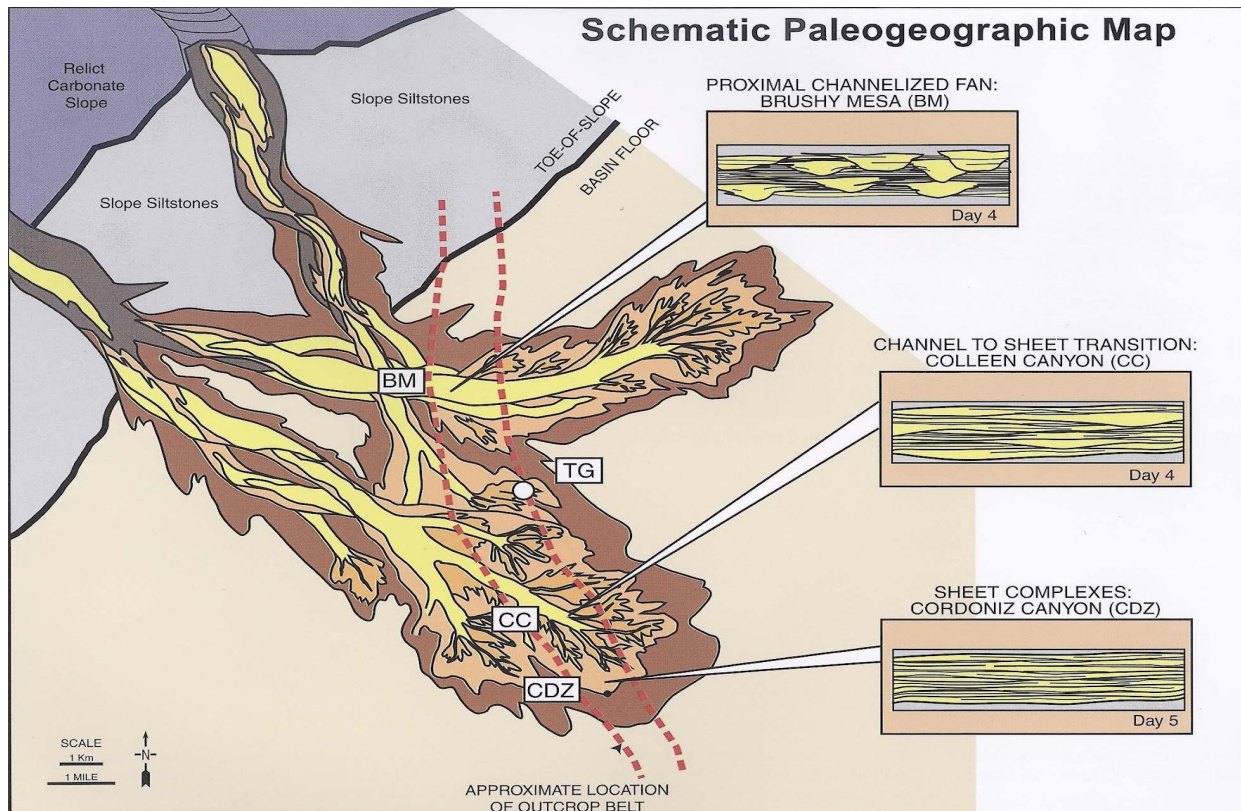 Schematic Paleogeographic Map
Relict
Carbonate
Slope
Slope Siltstones
Slope Siltstones
TOE-OF-SLOPE
BASIN FLOOR
PROXIMAL CHANNELIZED FAN:
BRUSHY MESA (BM)
Day 4
CHANNEL TO SHEET TRANSITION:
COLLEEN CANYON (CC)
Day 4
SHEET COMPLEXES:
CORDONIZ CANYON (CDZ)
Day 5
BM
TG
CC
CDZ
SCALE
1 Km
1 MILE
N
APPROXIMATE LOCATION
OF OUTCROP BELT